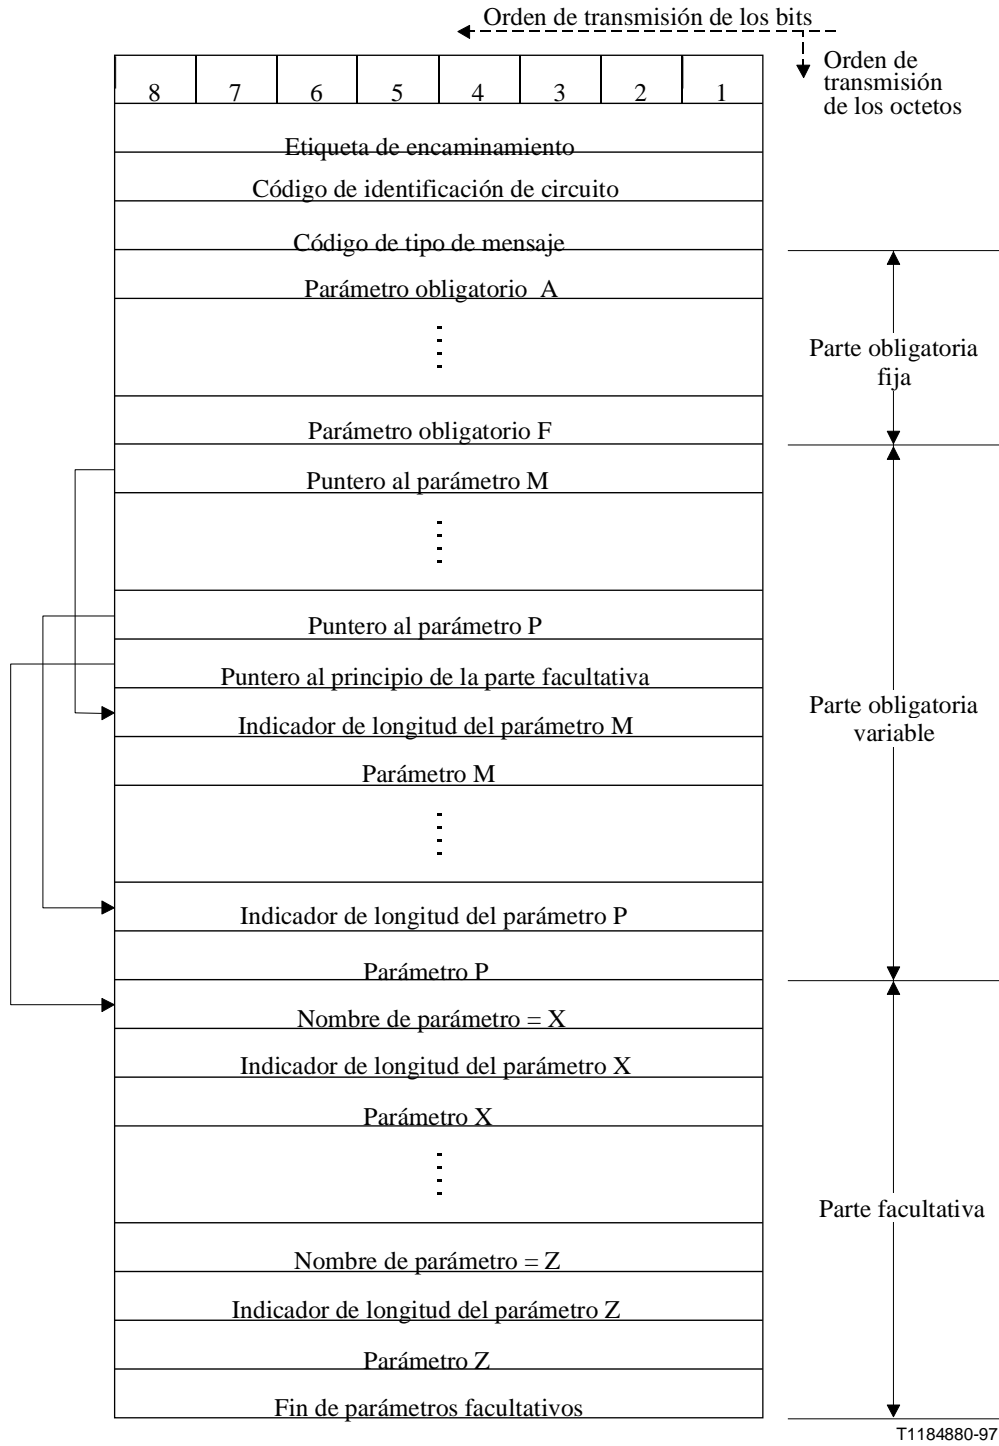 Orden de transmisión de los bits
Orden de
transmisión
de los octetos
8 7 6 5 4 3 2 1
Etiqueta de encaminamiento
Código de identificación de circuito
Código de tipo de mensaje
Parámetro obligatorio A
Parte obligatoria
fija
Parámetro obligatorio F
Puntero al parámetro M
Puntero al parámetro P
Puntero al principio de la parte facultativa
Indicador de longitud del parámetro M
Parte obligatoria
variable
Parámetro M
Indicador de longitud del parámetro P
Parámetro P
Nombre de parámetro = X
Indicador de longitud del parámetro X
Parámetro X
Parte facultativa
Nombre de parámetro = Z
Indicador de longitud del parámetro Z
Parámetro Z
Fin de parámetros facultativos
T1184880-97